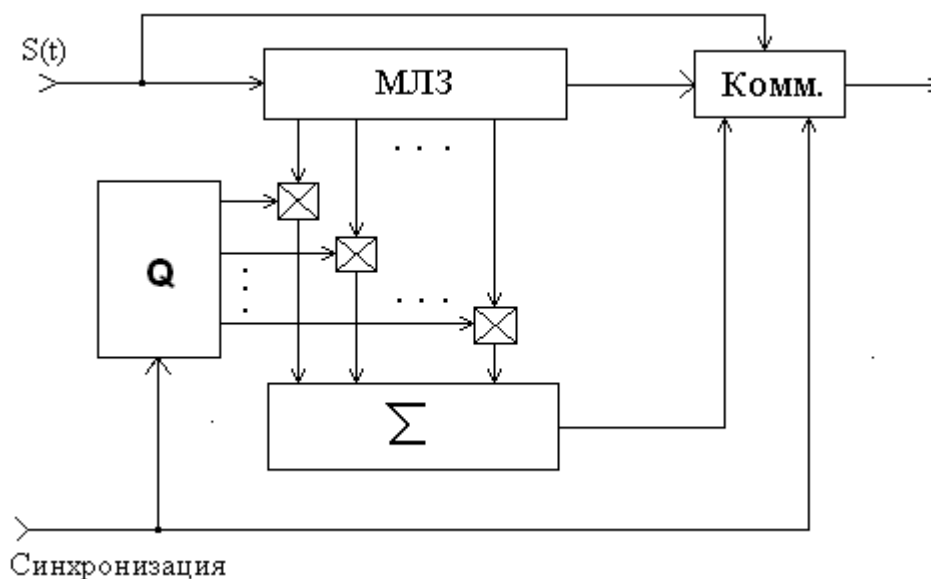 S(t)
МЛЗ
Комм.
. . .
Q
. . .
. . .
Σ
Синхронизация